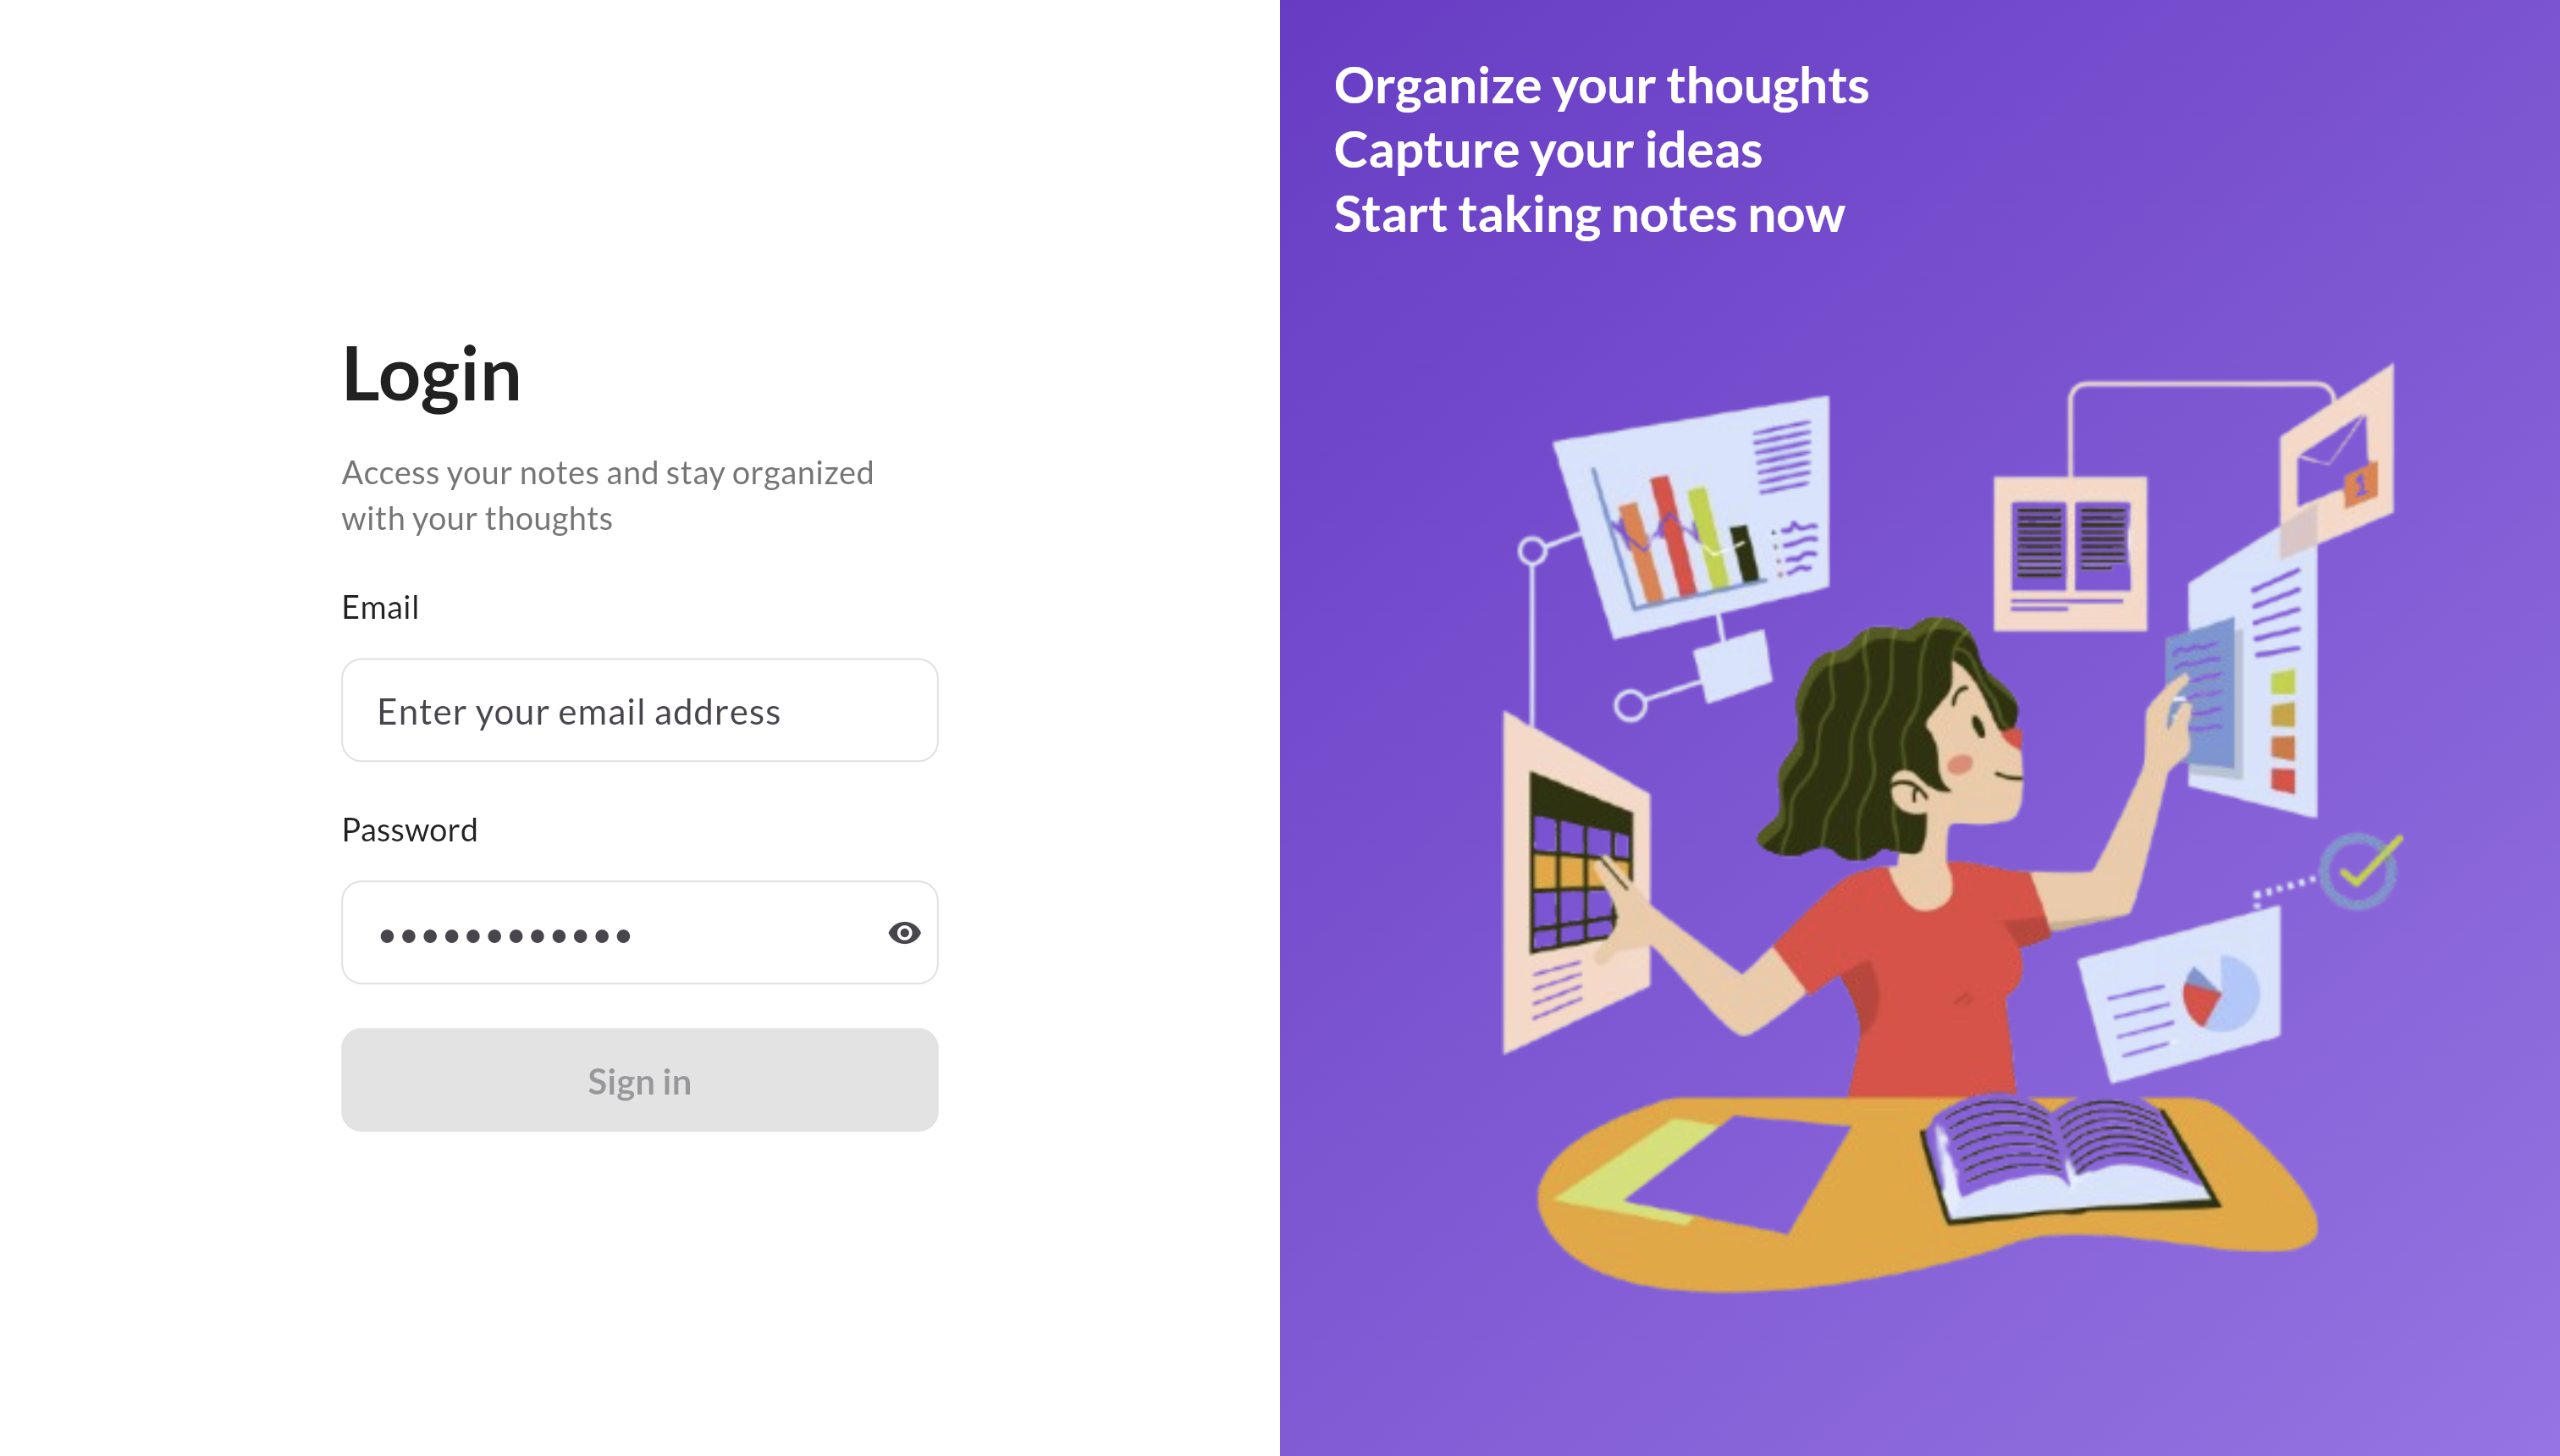 Organize your thoughts
Capture your ideas
Start taking notes now
Login
Access your notes and stay organized
with your thoughts
Email
Enter your email address
Password
••••••••••••
Sign in
1